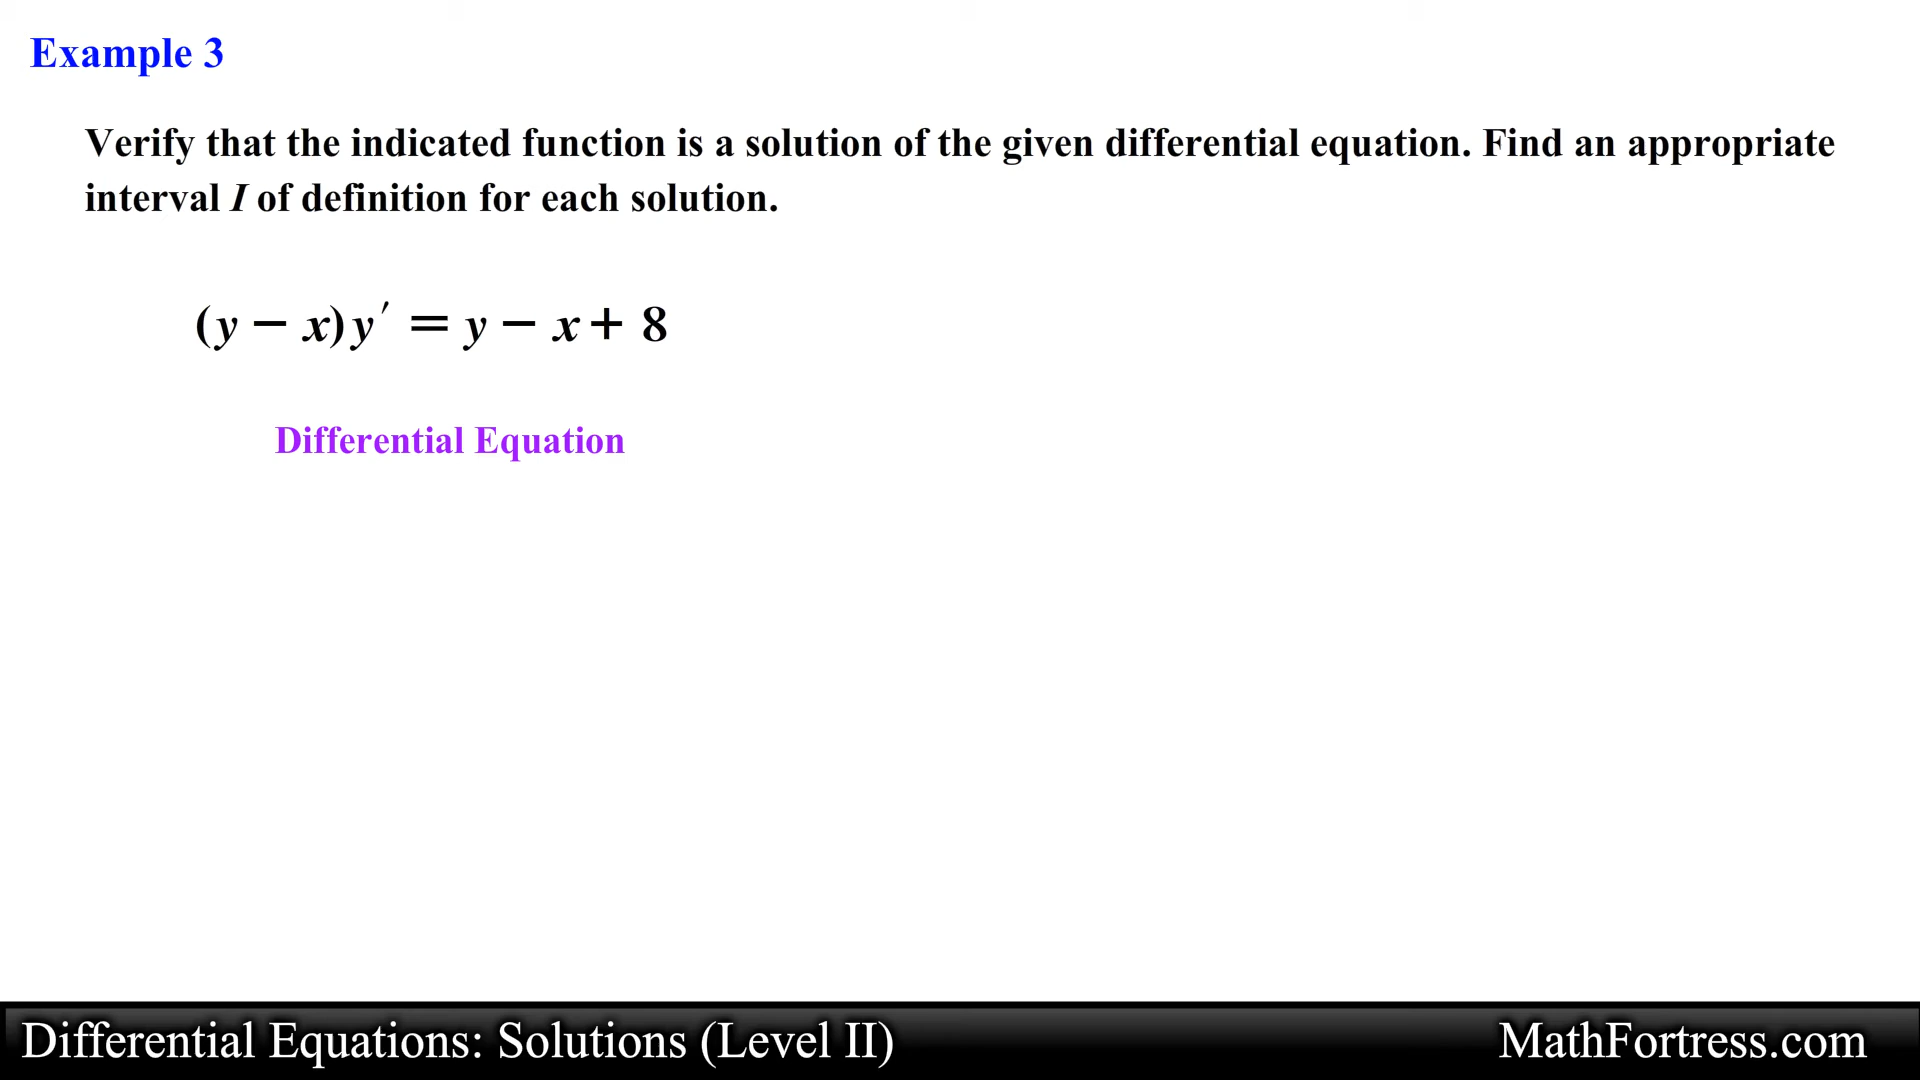 Example 3
Verify that the indicated function is a solution of the given differential equation. Find an appropriate
interval I of definition for each solution.
(y − x)y′ = y − x + 8
Differential Equation
Differential Equations: Solutions (Level II)
MathFortress.com